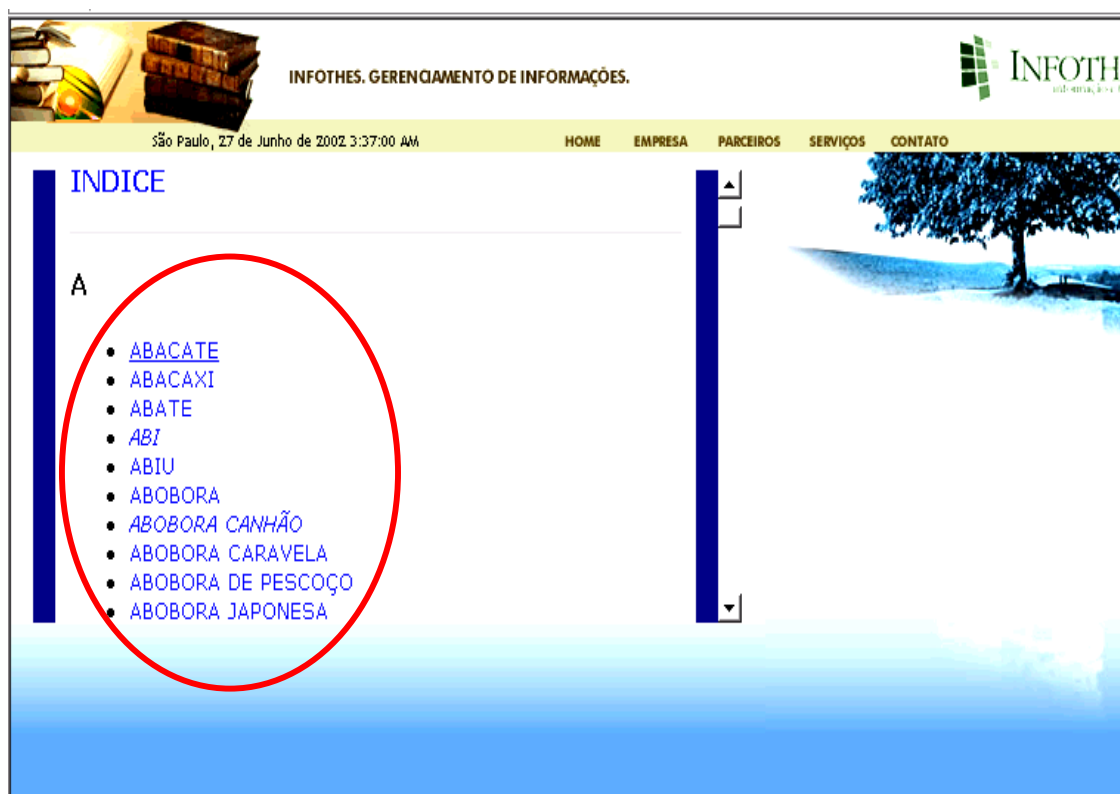 INFOTHES. GERENCIAMENTO DE INFORMAÇÕES.
INFOTH
São Paulo, 27 de Junho de 2002 3:37:00 AM
HOME EMPRESA PARCEIROS SERVIÇOS CONTATO
INDICE
A
ABACATE
ABACAXI
ABATE
ABI
ABIU
ABOBORA
ABOBORA CANHÃO
ABOBORA CARAVELA
ABOBORA DE PESCOÇO
ABOBORA JAPONESA